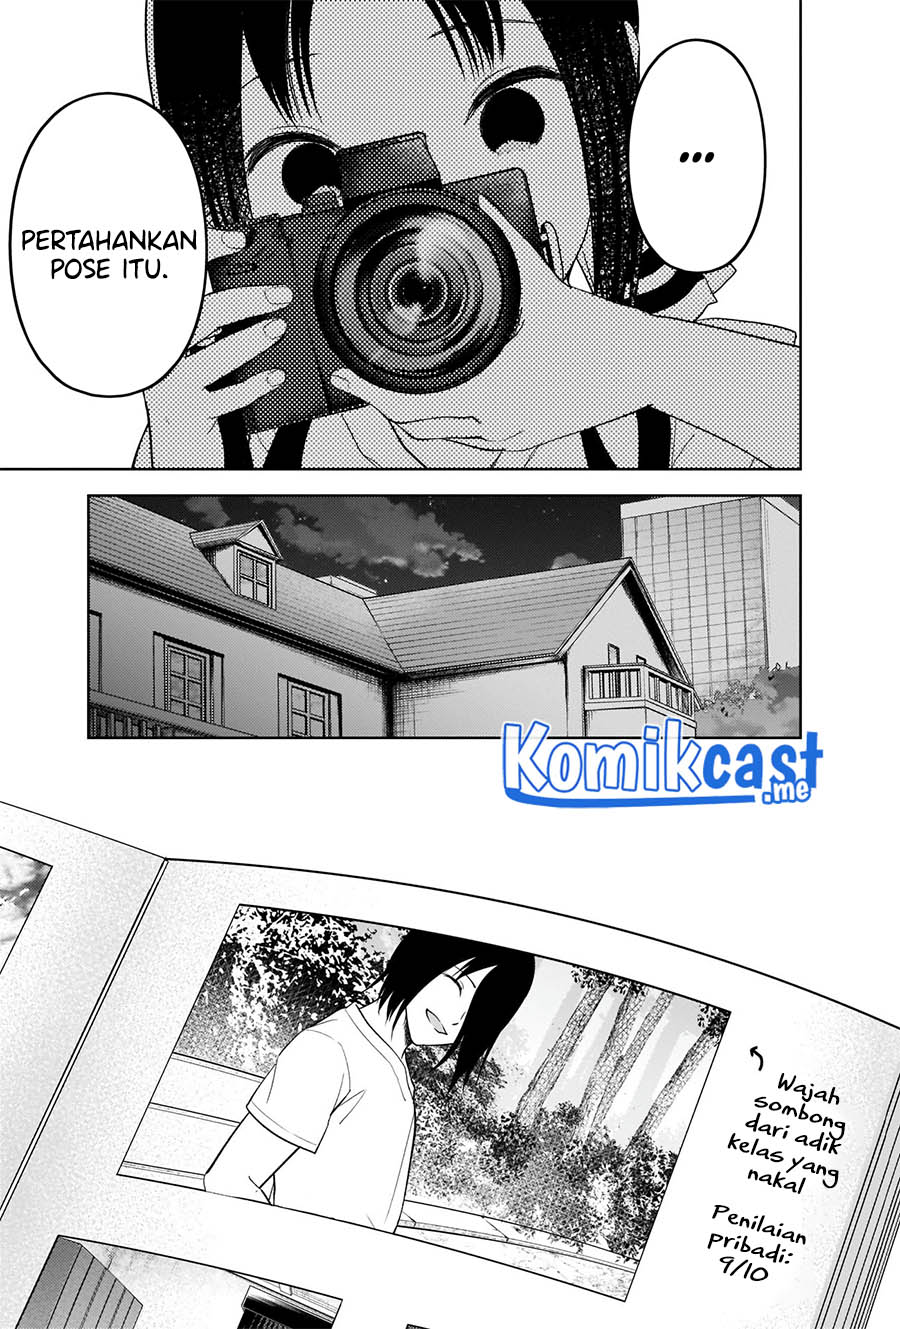 ...
PERTAHANKAN
POSE ITU.
Komikcast
.me
Wajah
sombong
dari adik
kelas yang
nakal
Penilaian
pribadi:
9/10